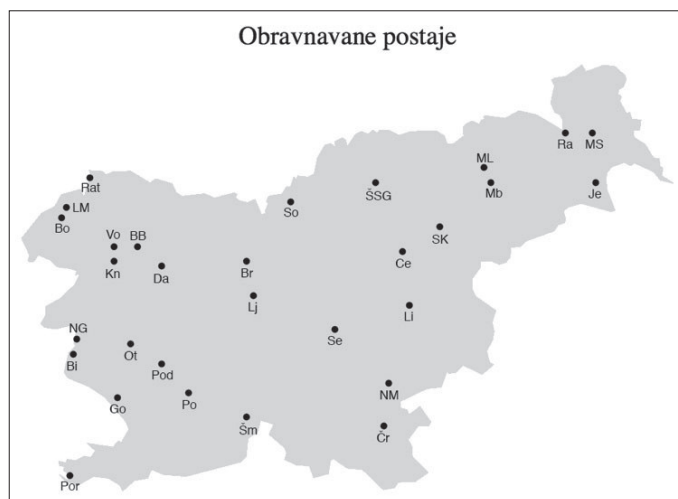 Obravnavane postaje
Ra
MS
ML
Rat
ŠSG
Mb
Je
LM
So
Bo
SK
Vo
BB
Br
Ce
Kn
Da
Lj
Li
NG
Se
Ot
Bi
Pod
NM
Go
Po
Šm
Čr
Por